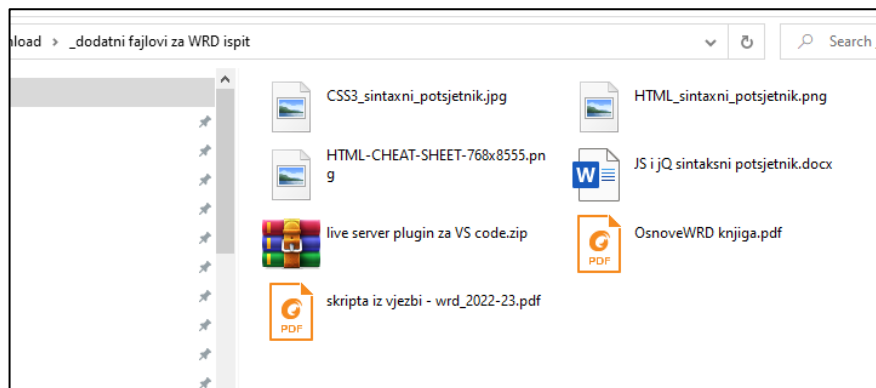 nload > _dodatni fajlovi za WRD ispit
Search
CSS3_sintaxni_potsjetnik.jpg
HTML_sintaxni_potsjetnik.png
HTML-CHEAT-SHEET-768x8555.pn
g
JS i jQ sintaksni potsjetnik.docx
live server plugin za VS code.zip
OsnoveWRD knjiga.pdf
skripta iz vjezbi - wrd_2022-23.pdf
W
PDF
PDF